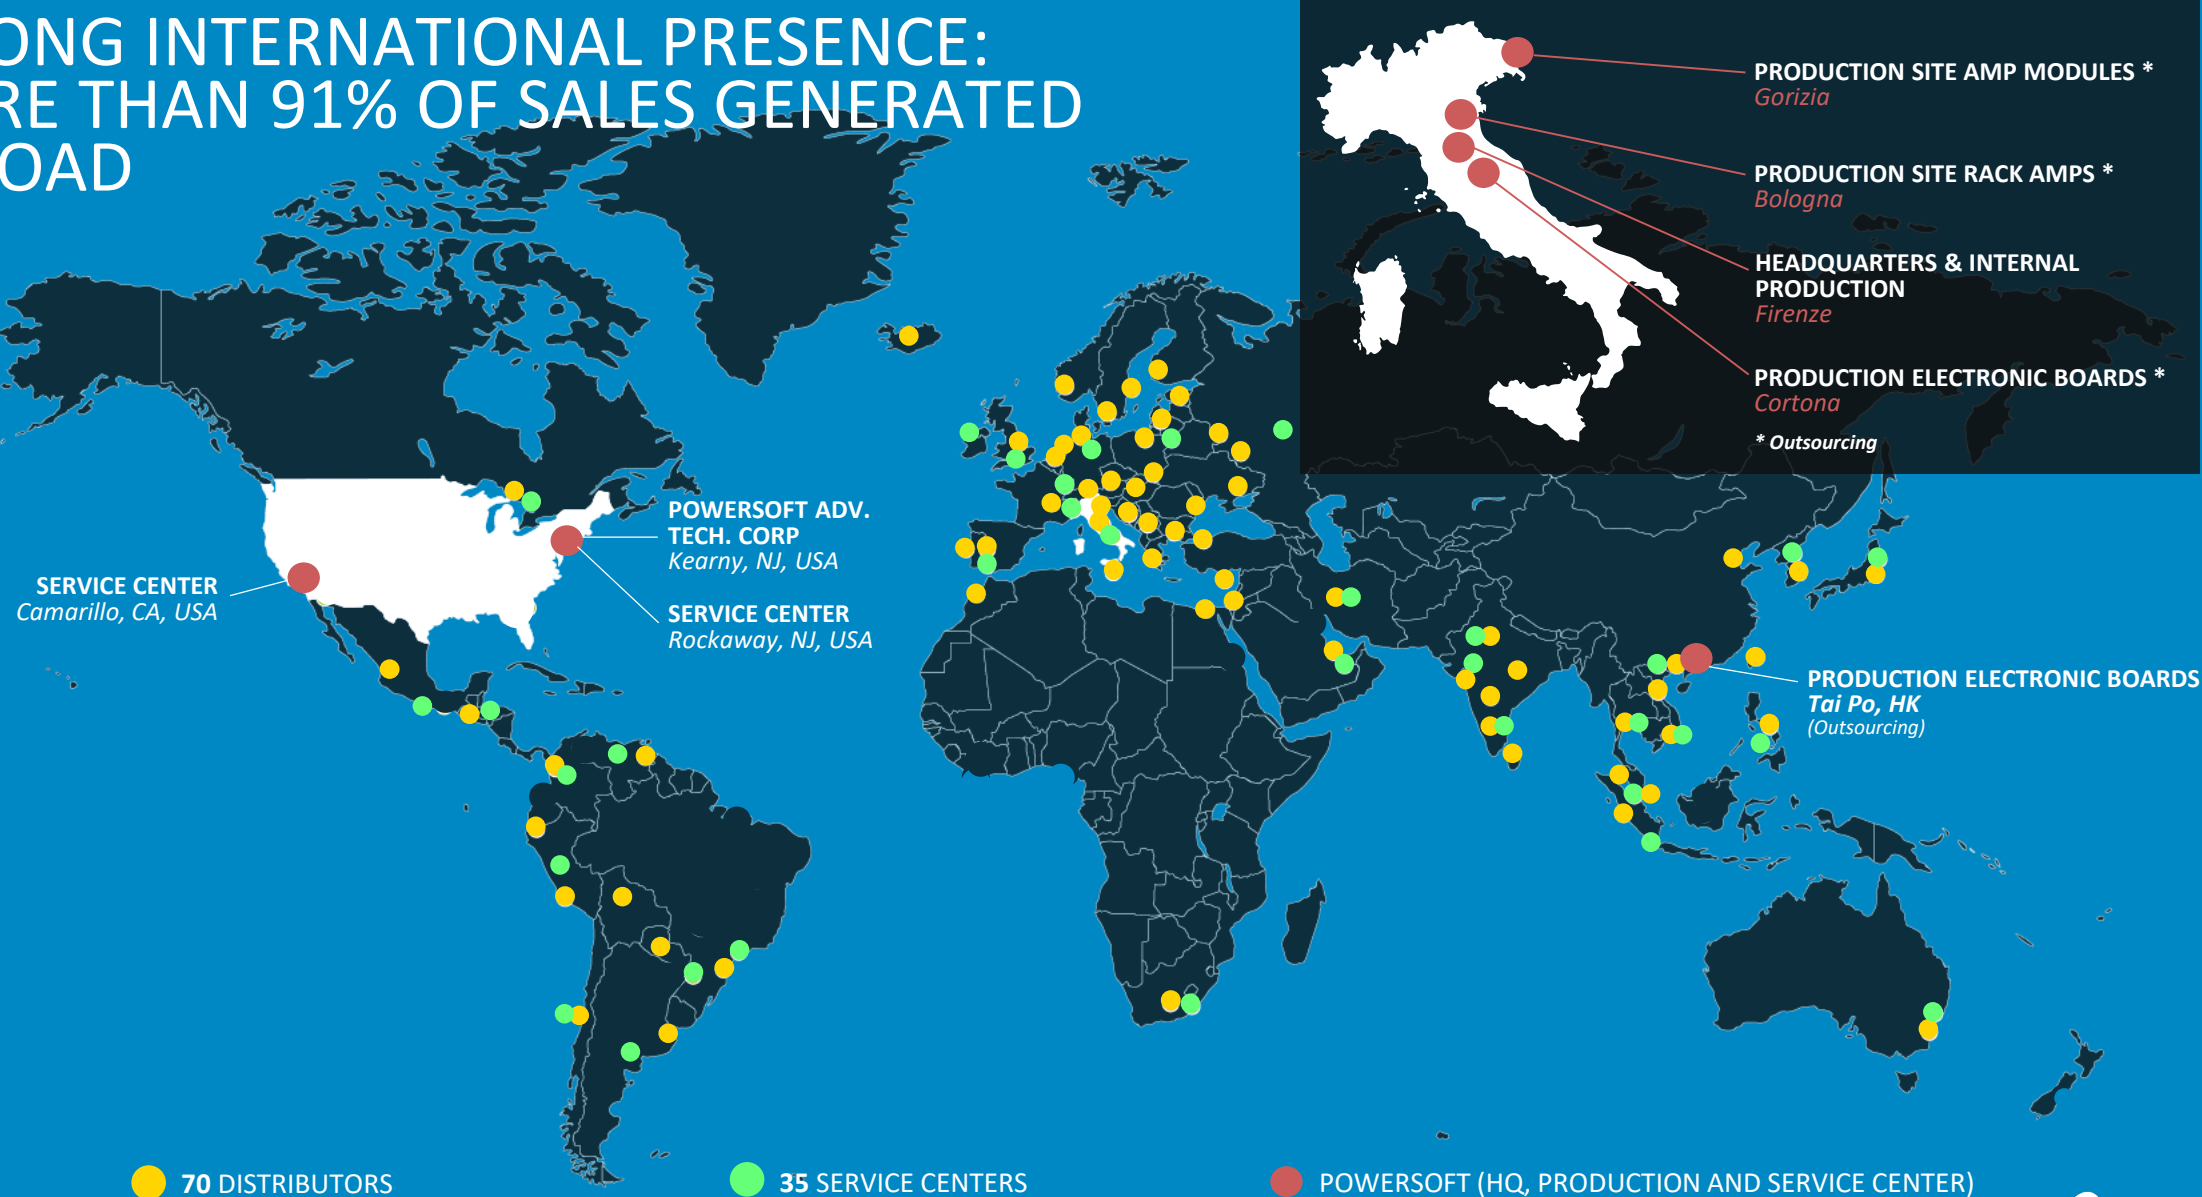 ONG INTERNATIONAL PRESENCE:
RE THAN 91% OF SALES GENERATED
OAD
PRODUCTION SITE AMP MODULES *
Gorizia
PRODUCTION SITE RACK AMPS *
Bologna
HEADQUARTERS & INTERNAL
PRODUCTION
Firenze
PRODUCTION ELECTRONIC BOARDS *
Cortona
* Outsourcing
POWERSOFT ADV.
TECH. CORP
Kearny, NJ, USA
SERVICE CENTER
Camarillo, CA, USA
SERVICE CENTER
Rockaway, NJ, USA
PRODUCTION ELECTRONIC BOARDS
Tai Po, HK
(Outsourcing)
70 DISTRIBUTORS
35 SERVICE CENTERS
POWERSOFT (HQ, PRODUCTION AND SERVICE CENTER)